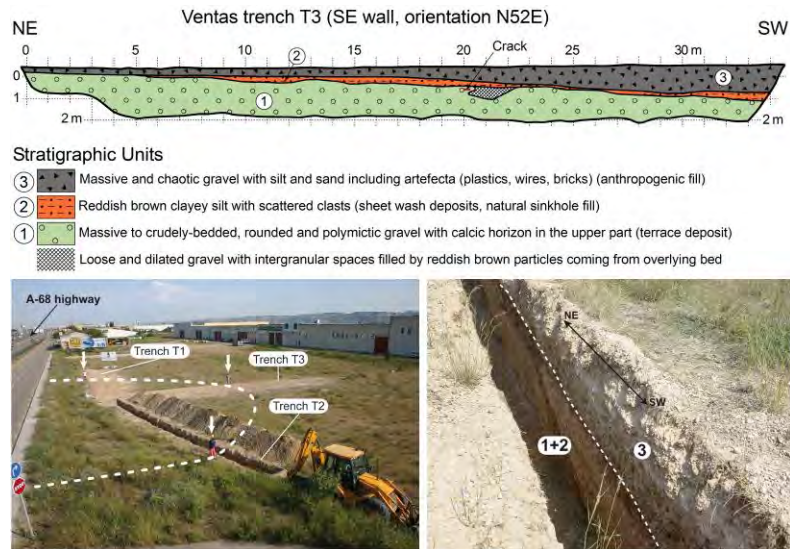 Ventas trench T3 (SE wall, orientation N52E)
NE
SW
0 5 10 15 20 25 30 m
Crack
2
3
1
0
1
2 m
2 m
Stratigraphic Units
3 Massive and chaotic gravel with silt and sand including artefecta (plastics, wires, bricks) (anthropogenic fill)
2 Reddish brown clayey silt with scattered clasts (sheet wash deposits, natural sinkhole fill)
1 Massive to crudely-bedded, rounded and polymictic gravel with calcic horizon in the upper part (terrace deposit)
Loose and dilated gravel with intergranular spaces filled by reddish brown particles coming from overlying bed
A-68 highway
Trench T1
Trench T3
Trench T2
NE
SW
1+2
3